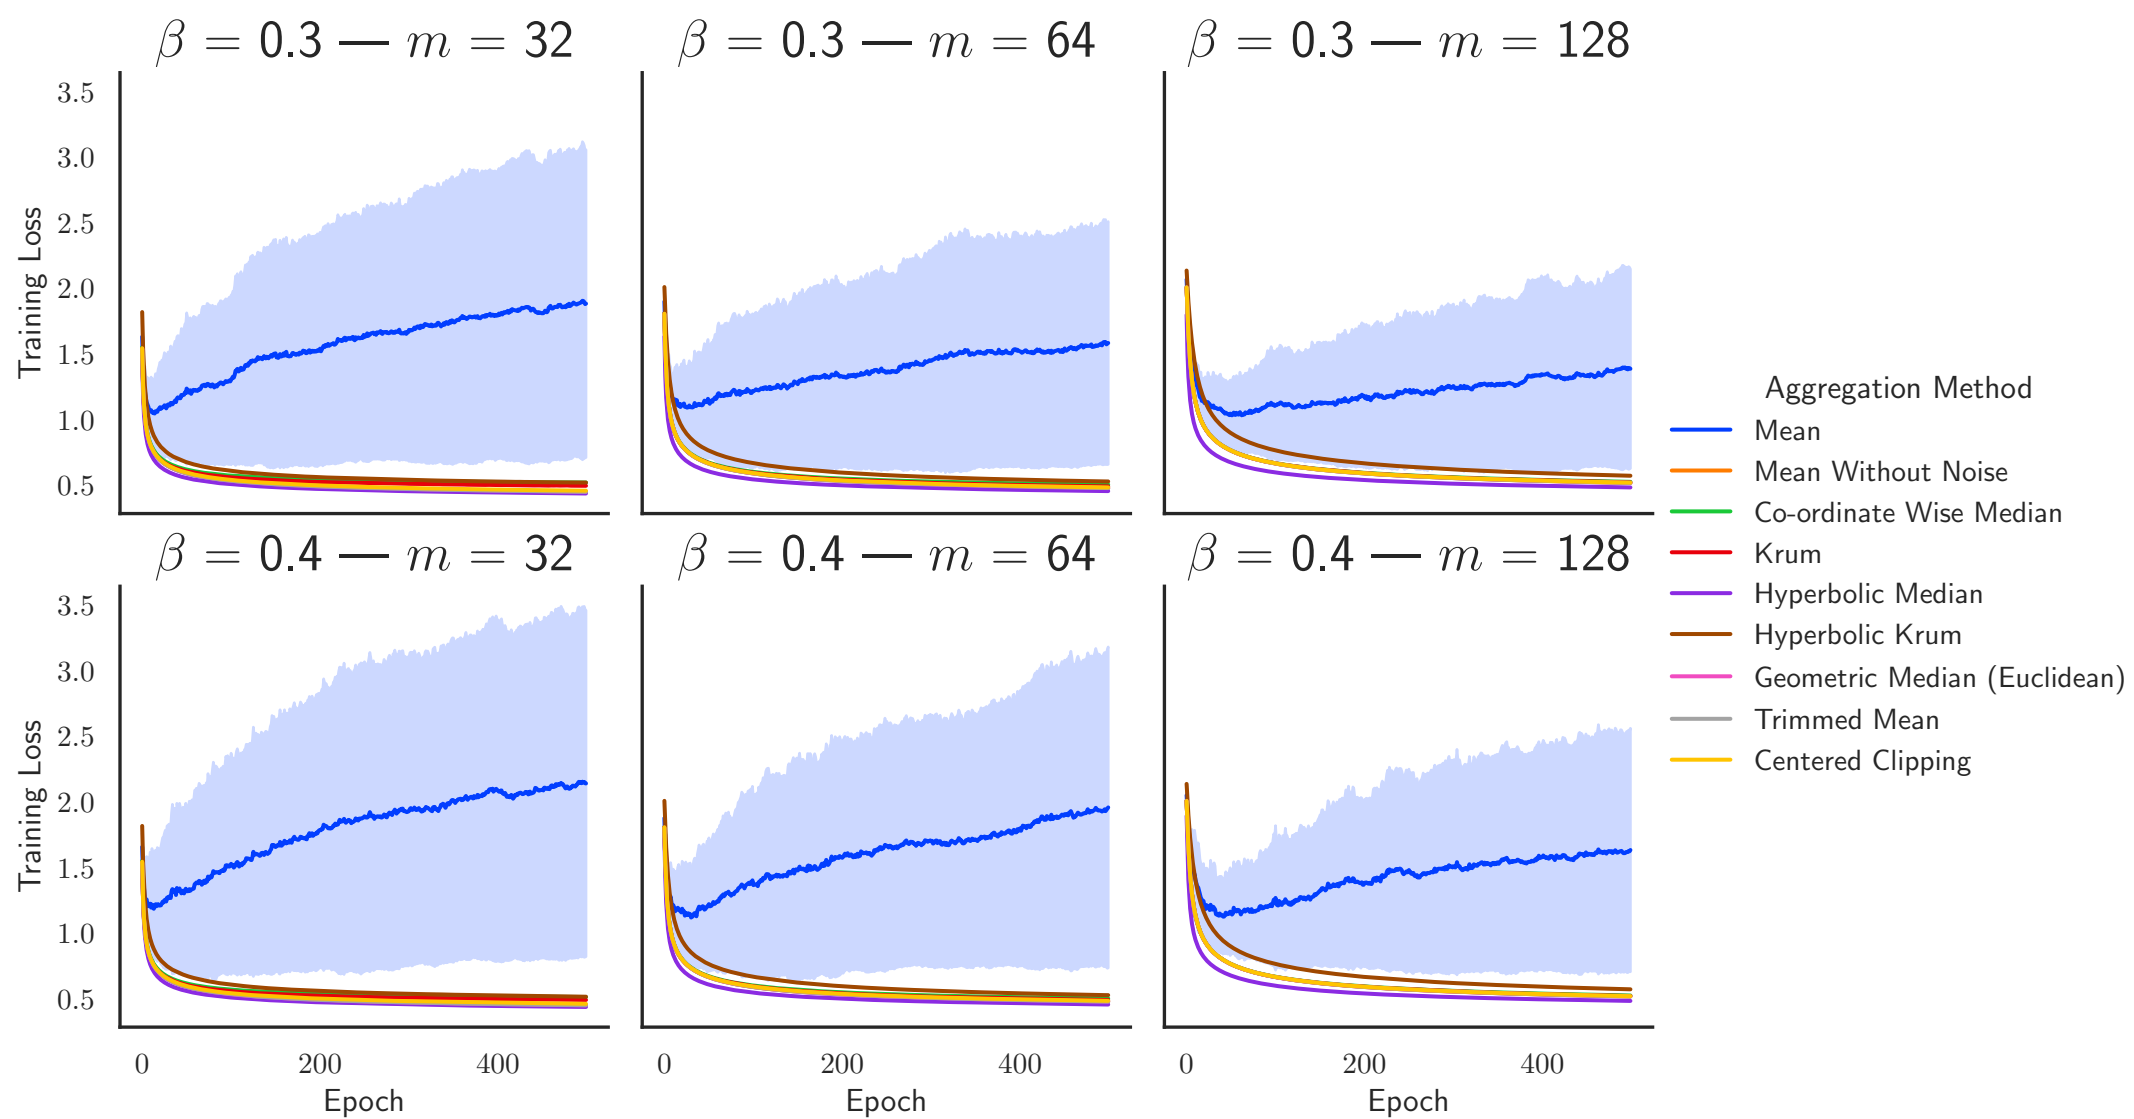 β = 0.3 — m = 32
β = 0.3 — m = 64
β = 0.3 — m = 128
3.5
3.0
2.5
2.0
1.5
1.0
0.5
Training Loss
β = 0.4 — m = 32
β = 0.4 — m = 64
β = 0.4 — m = 128
3.5
3.0
2.5
2.0
1.5
1.0
0.5
Training Loss
0 200 400
0 200 400
0 200 400
Epoch
Epoch
Epoch
Aggregation Method
Mean
Mean Without Noise
Co-ordinate Wise Median
Krum
Hyperbolic Median
Hyperbolic Krum
Geometric Median (Euclidean)
Trimmed Mean
Centered Clipping